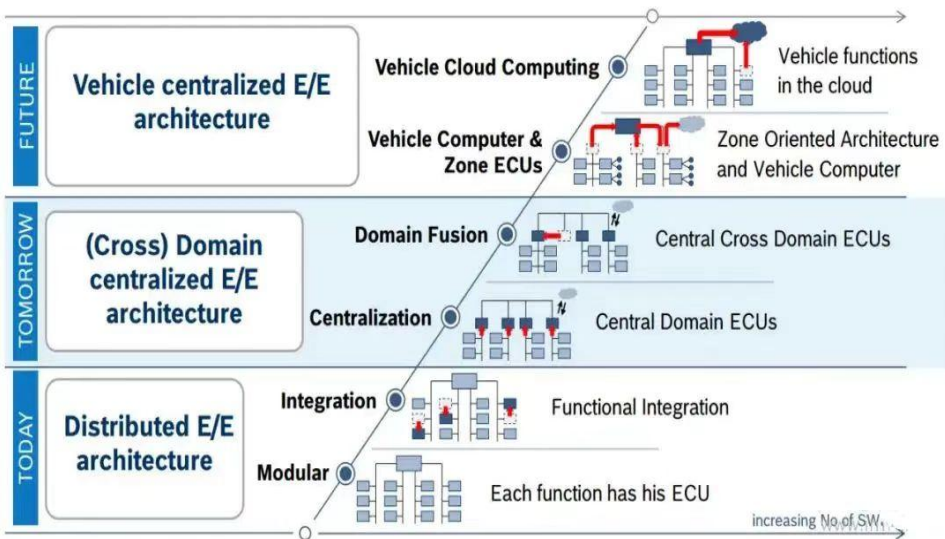 FUTURE
Vehicle centralized E/E
architecture
Vehicle Cloud Computing
Vehicle functions
in the cloud
Vehicle Computer &
Zone ECUs
Zone Oriented Architecture
and Vehicle Computer
TOMORROW
(Cross) Domain
centralized E/E
architecture
Domain Fusion
Central Cross Domain ECUs
Centralization
Central Domain ECUs
TODAY
Distributed E/E
architecture
Integration
Functional Integration
Modular
Each function has his ECU
increasing No of SW